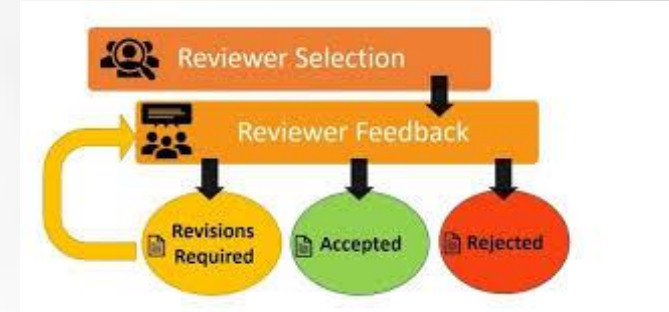 Reviewer Selection
Reviewer Feedback
Revisions
Required
Accepted
Rejected